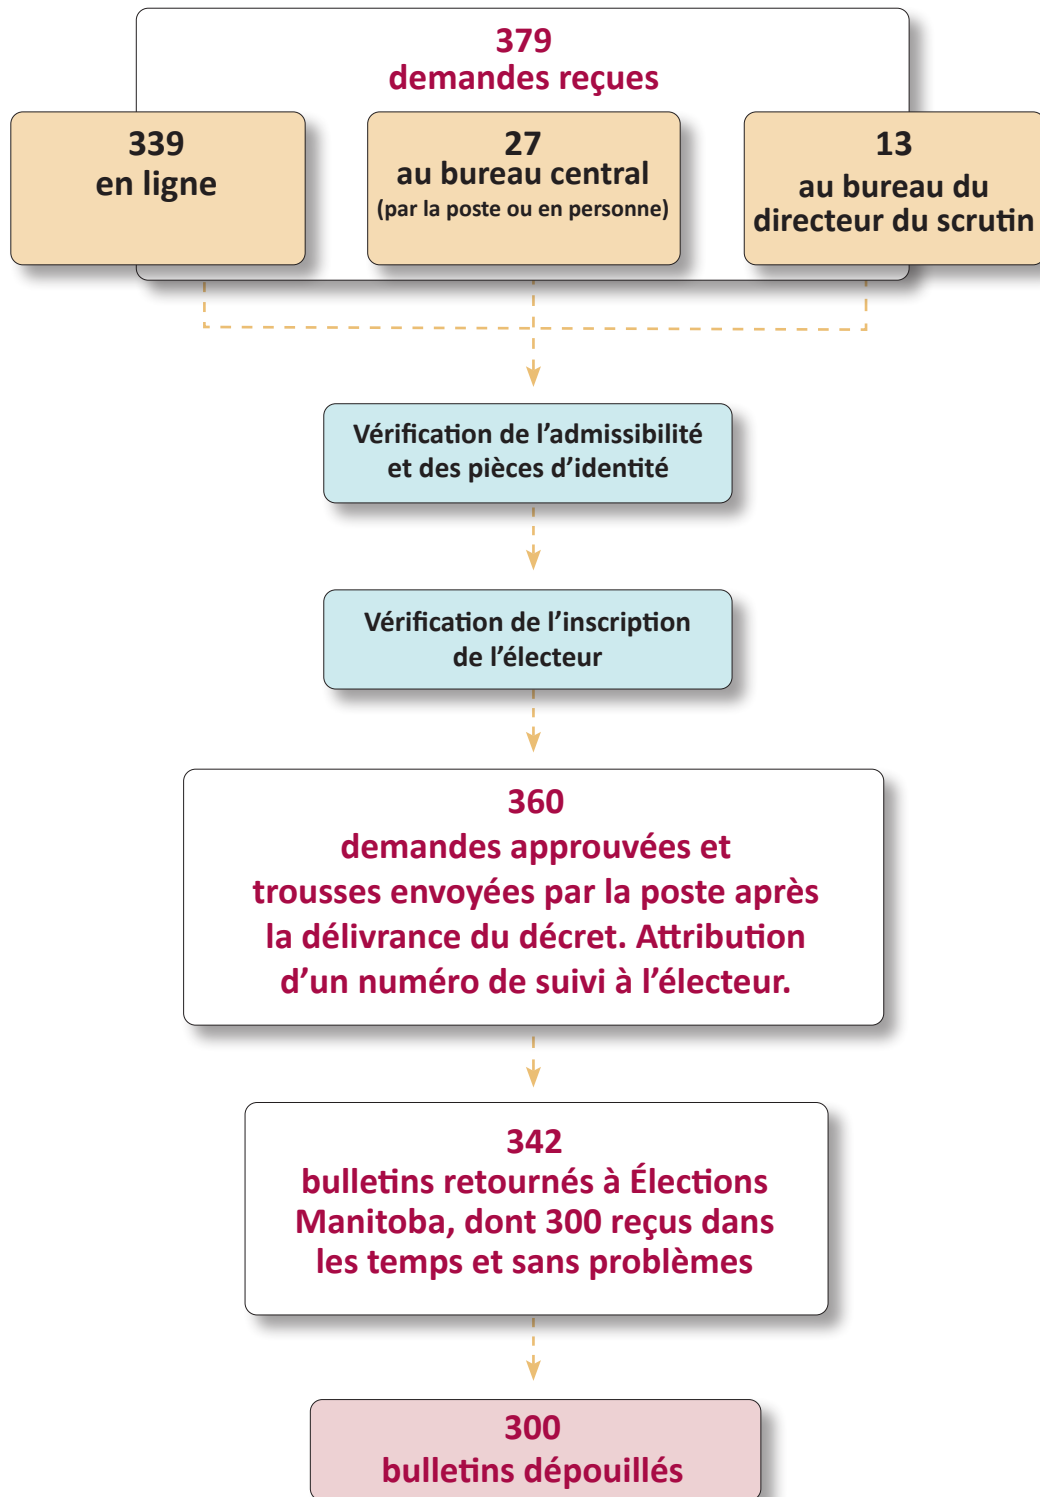 379
demandes reçues
339
en ligne
27
au bureau central
(par la poste ou en personne)
13
au bureau du
directeur du scrutin
Vérification de l’admissibilité
et des pièces d’identité
Vérification de l’inscription
de l’électeur
360
demandes approuvées et
trousses envoyées par la poste après
la délivrance du décret. Attribution
d’un numéro de suivi à l’électeur.
342
bulletins retournés à Élections
Manitoba, dont 300 reçus dans
les temps et sans problèmes
300
bulletins dépouillés